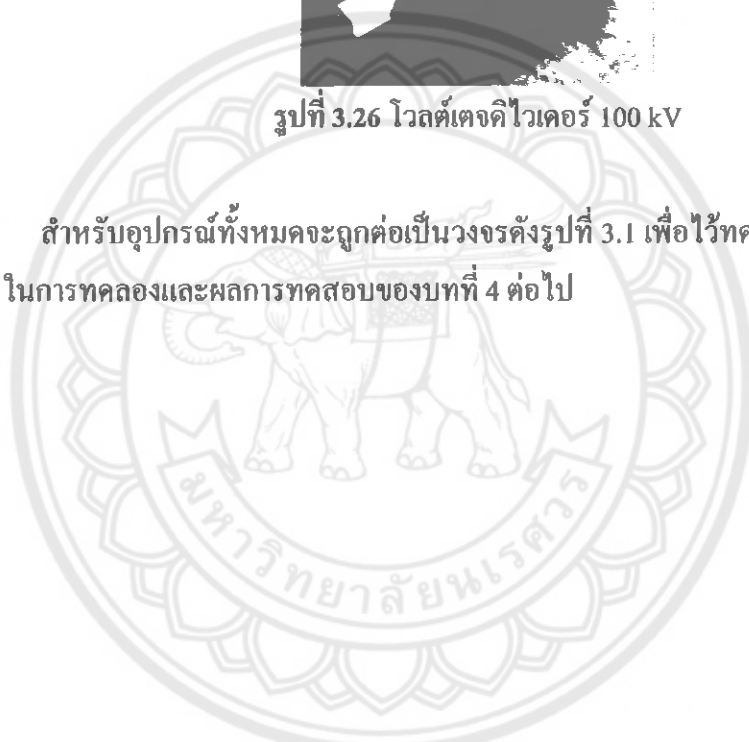 รูปที่ 3.26 โวลต์เตจดิไวเดอร์ 100 kV
สำหรับอุปกรณ์ทั้งหมดจะถูกต่อเป็นวงจรดังรูปที่ 3.1 เพื่อไว้ทด
ในการทดลองและผลการทดสอบของบทที่ 4 ต่อไป
มหาวิทยาลัยนเรศวร